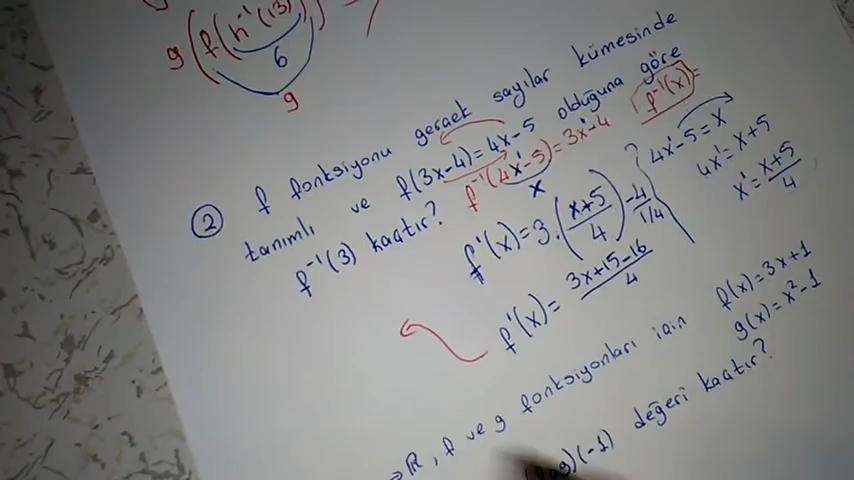 g(f(h⁻¹(13)))
6
9
② f fonksiyonu gerçek sayılar kümesinde
tanımlı ve f(3x-4)=4x-5 olduğuna göre
f⁻¹(3) kaçtır?
f⁻¹(4x'-5)=3x'-4
x
f⁻¹(x)=
4x'-5=x
4x'=x+5
x'=x+5/4
f'(x)=3.(x+5/4)-4/1/4
f'(x)=3x+15-16/4
→ℝ, f ve g fonksiyonları için f(x)=3x+1
g(x)=x²-1
(fog)(-1) değeri kaçtır?